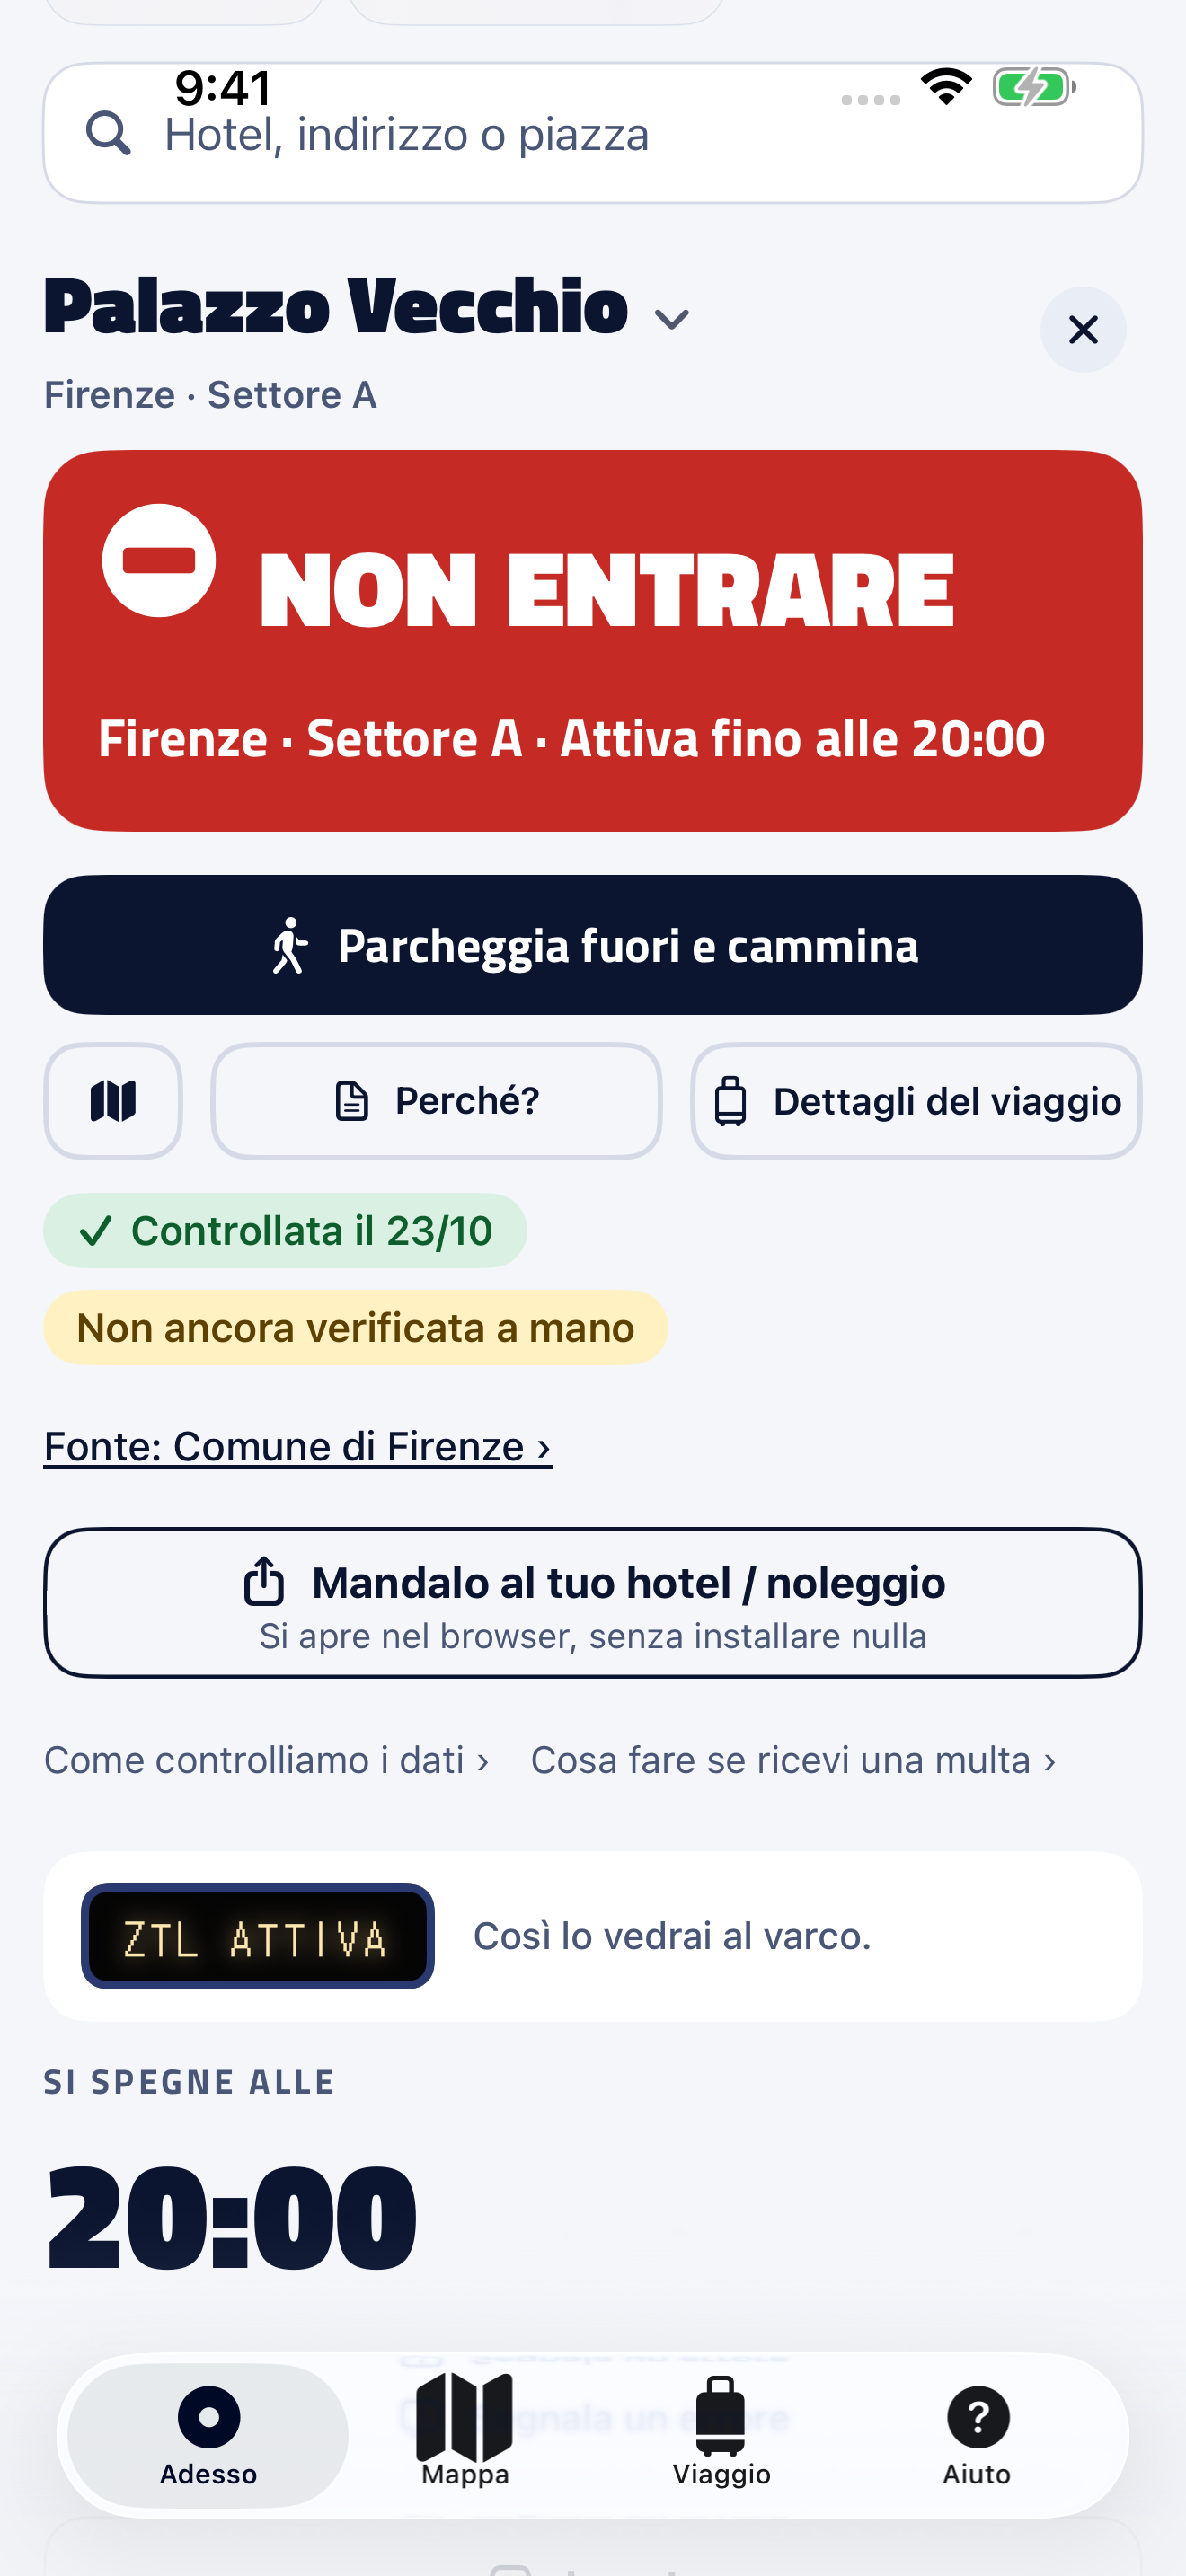 9:41
Hotel, indirizzo o piazza
Palazzo Vecchio
Firenze · Settore A
NON ENTRARE
Firenze · Settore A · Attiva fino alle 20:00
Parcheggia fuori e cammina
Perché?
Dettagli del viaggio
✓ Controllata il 23/10
Non ancora verificata a mano
Fonte: Comune di Firenze ›
Mandalo al tuo hotel / noleggio
Si apre nel browser, senza installare nulla
Come controlliamo i dati ›
Cosa fare se ricevi una multa ›
ZTL ATTIVA
Così lo vedrai al varco.
SI SPEGNE ALLE
20:00
Adesso
Mappa
Viaggio
Aiuto